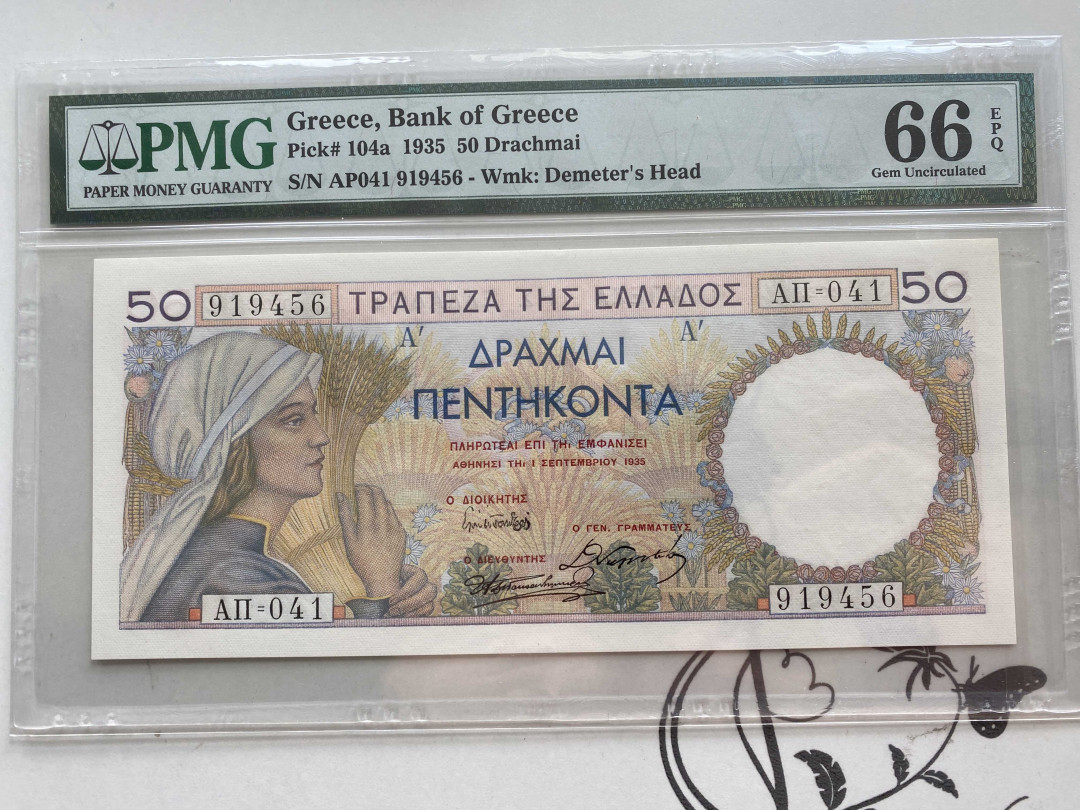 PMG
PAPER MONEY GUARANTY
Greece, Bank of Greece
Pick# 104a 1935 50 Drachmai
S/N AP041 919456 - Wmk: Demeter's Head
66
EPQ
Gem Uncirculated
50 919456 ΤΡΑΠΕΖΑ ΤΗΣ ΕΛΛΑΔΟΣ ΑΠ=041 50
Α′ Α′
ΔΡΑΧΜΑΙ
ΠΕΝΤΗΚΟΝΤΑ
ΠΛΗΡΩΤΕΑΙ ΕΠΙ ΤΗι ΕΜΦΑΝΙΣΕΙ
ΑΘΗΝΗΣΙ ΤΗι 1 ΣΕΠΤΕΜΒΡΙΟΥ 1935
Ο ΔΙΟΙΚΗΤΗΣ
Ο ΓΕΝ. ΓΡΑΜΜΑΤΕΥΣ
Ο ΔΙΕΥΘΥΝΤΗΣ
ΑΠ=041
919456